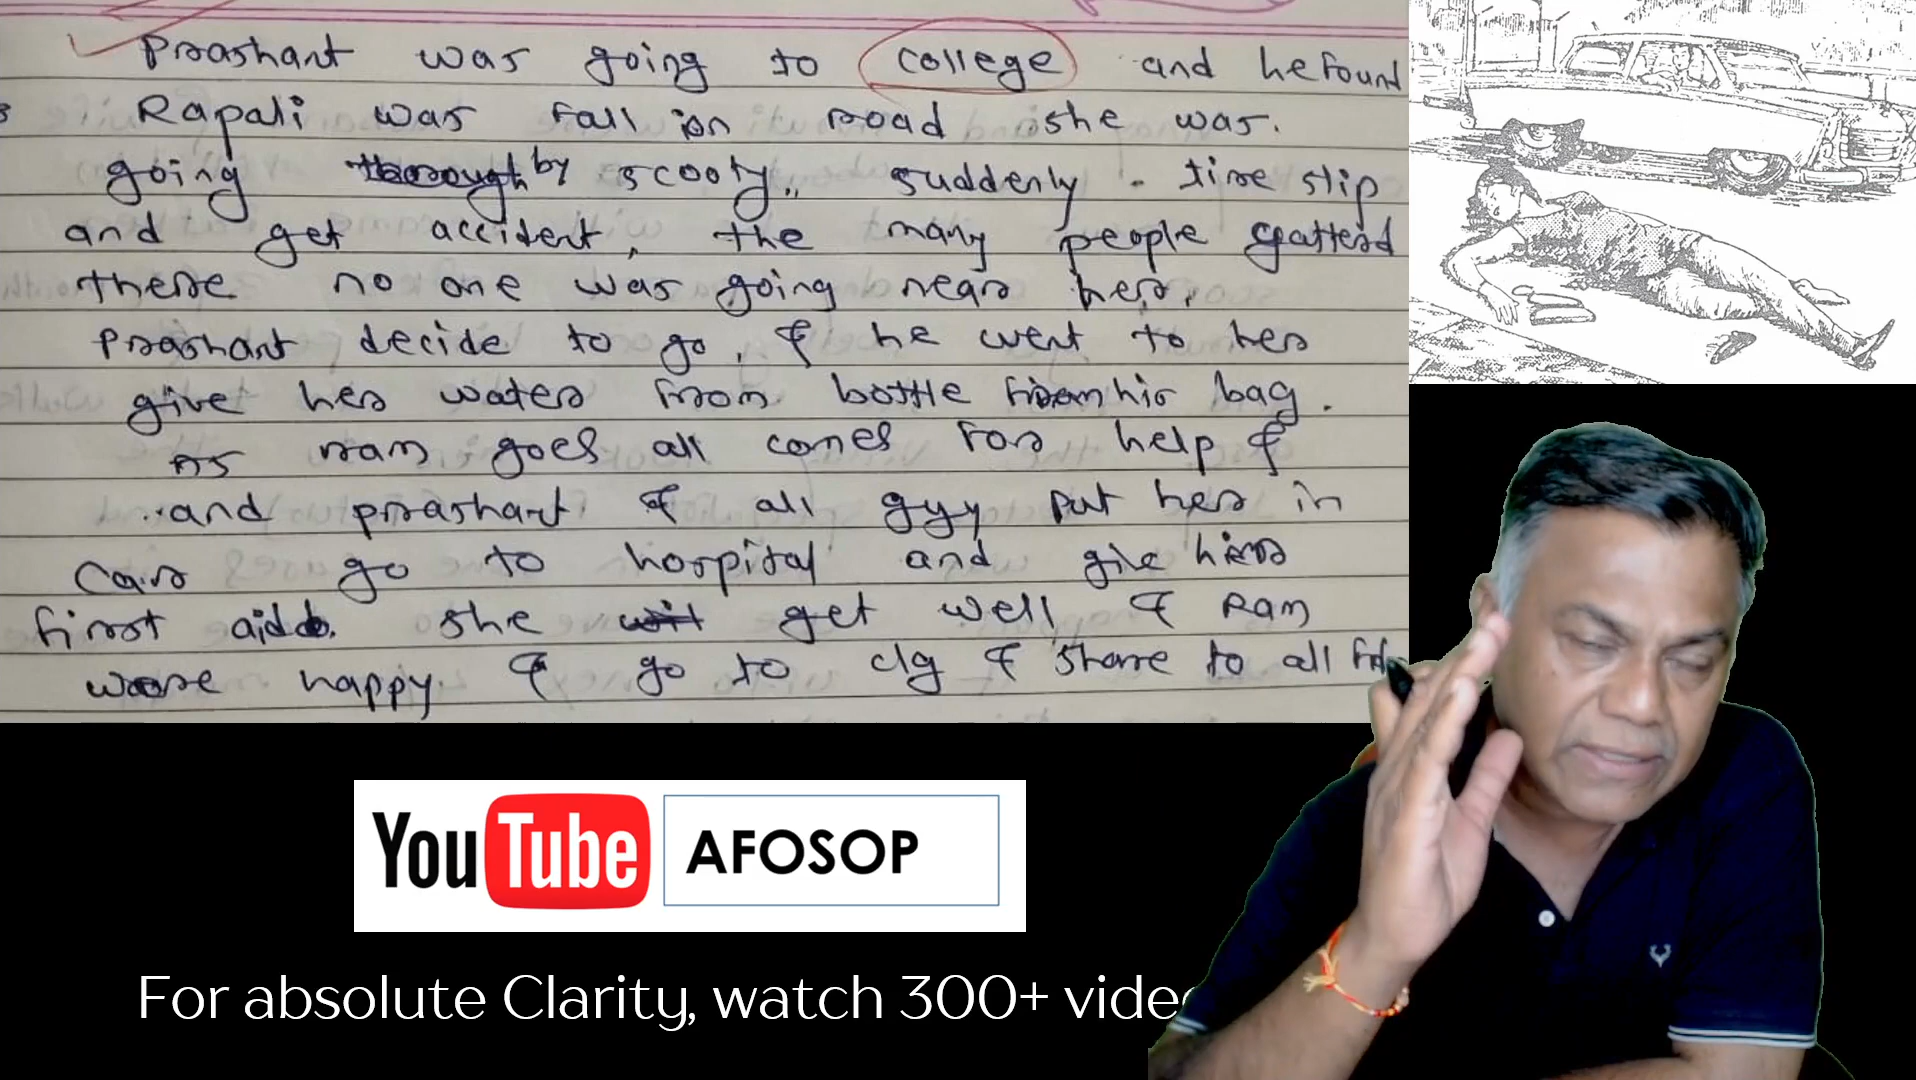 Prashant was going to college and he found
Rapali was fall on road she was.
going by scooty,, suddenly. tire slip
and get accident, the many people gatterd
there no one was going near her,
Prashant decide to go, & he went to her
give her water from bottle from his bag.
As ram goes all comes for help &
and prashant & all gyy put her in
Car go to hospital and give her
first aid. she get well & Ram
were happy & go to clg & share to all
YouTube AFOSOP
For absolute Clarity, watch 300+